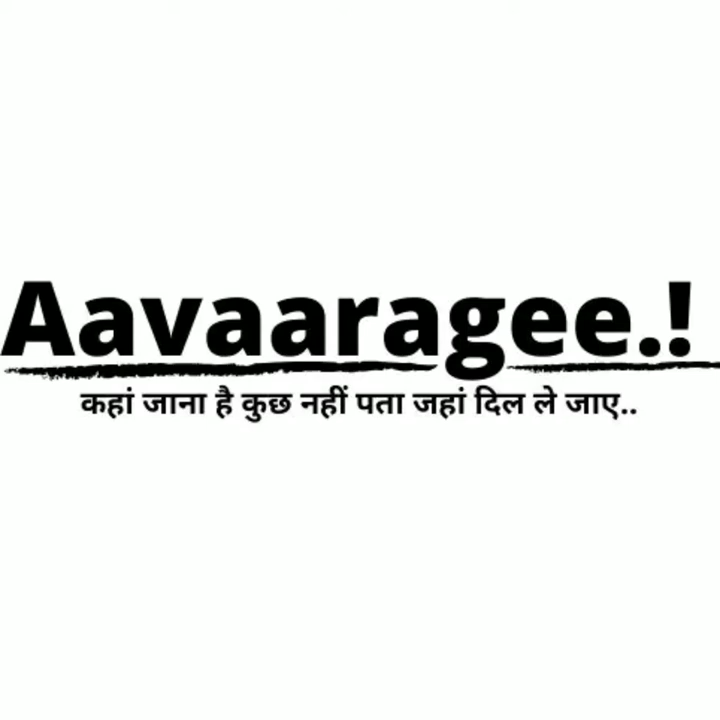 Aavaaragee.!
कहां जाना है कुछ नहीं पता जहां दिल ले जाए..